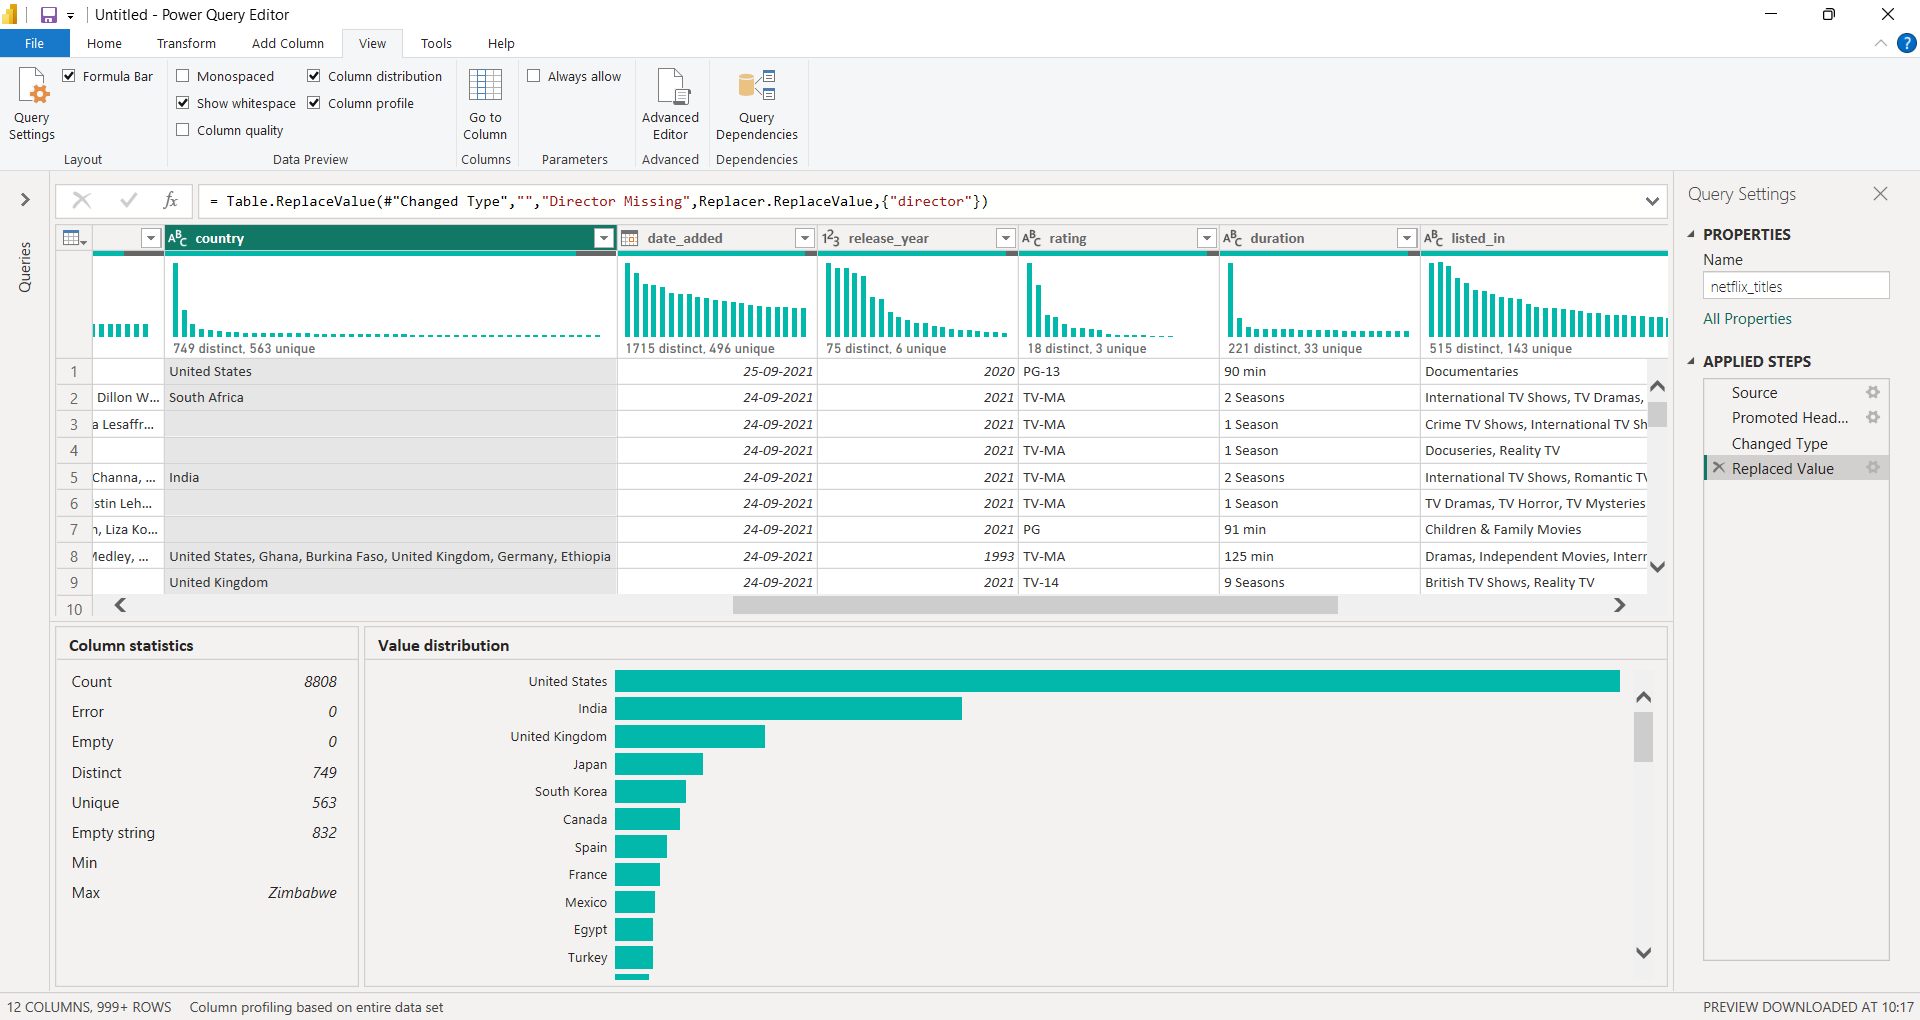 Untitled - Power Query Editor
File Home Transform Add Column View Tools Help
Query Settings
Formula Bar
Layout
Monospaced
Show whitespace
Column quality
Column distribution
Column profile
Data Preview
Go to Column
Columns
Always allow
Parameters
Advanced Editor
Advanced
Query Dependencies
Dependencies
Queries
fx = Table.ReplaceValue(#"Changed Type","","Director Missing",Replacer.ReplaceValue,{"director"})
ABC country date_added 123 release_year ABC rating ABC duration ABC listed_in
749 distinct, 563 unique 1715 distinct, 496 unique 75 distinct, 6 unique 18 distinct, 3 unique 221 distinct, 33 unique 515 distinct, 143 unique
1 United States 25-09-2021 2020 PG-13 90 min Documentaries
2 Dillon W... South Africa 24-09-2021 2021 TV-MA 2 Seasons International TV Shows, TV Dramas,
3 a Lesaffr... 24-09-2021 2021 TV-MA 1 Season Crime TV Shows, International TV Sh
4 24-09-2021 2021 TV-MA 1 Season Docuseries, Reality TV
5 Channa, ... India 24-09-2021 2021 TV-MA 2 Seasons International TV Shows, Romantic TV
6 stin Leh... 24-09-2021 2021 TV-MA 1 Season TV Dramas, TV Horror, TV Mysteries
7 , Liza Ko... 24-09-2021 2021 PG 91 min Children & Family Movies
8 Medley, ... United States, Ghana, Burkina Faso, United Kingdom, Germany, Ethiopia 24-09-2021 1993 TV-MA 125 min Dramas, Independent Movies, Interr
9 United Kingdom 24-09-2021 2021 TV-14 9 Seasons British TV Shows, Reality TV
10
Column statistics
Count 8808
Error 0
Empty 0
Distinct 749
Unique 563
Empty string 832
Min
Max Zimbabwe
Value distribution
United States
India
United Kingdom
Japan
South Korea
Canada
Spain
France
Mexico
Egypt
Turkey
Query Settings
PROPERTIES
Name
netflix_titles
All Properties
APPLIED STEPS
Source
Promoted Head...
Changed Type
Replaced Value
12 COLUMNS, 999+ ROWS Column profiling based on entire data set PREVIEW DOWNLOADED AT 10:17